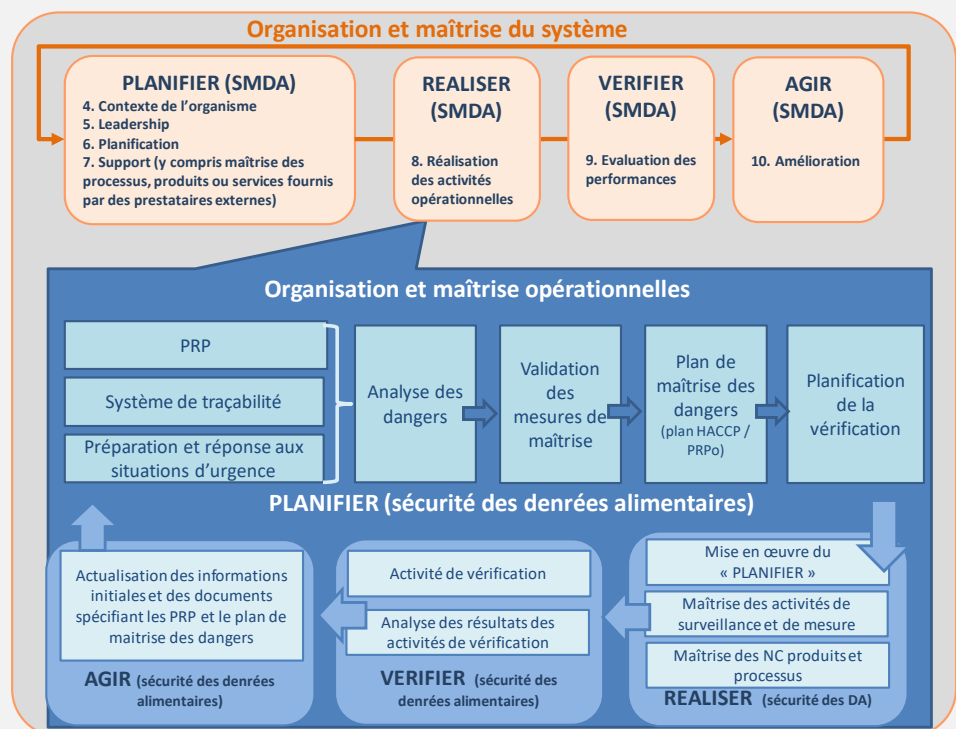 Organisation et maîtrise du système
PLANIFIER (SMDA)
4. Contexte de l'organisme
5. Leadership
6. Planification
7. Support (y compris maîtrise des
processus, produits ou services fournis
par des prestataires externes)
REALISER
(SMDA)
8. Réalisation
des activités
opérationnelles
VERIFIER
(SMDA)
9. Evaluation des
performances
AGIR
(SMDA)
10. Amélioration
Organisation et maîtrise opérationnelles
PRP
Système de traçabilité
Préparation et réponse aux
situations d'urgence
Analyse des
dangers
Validation
des
mesures de
maîtrise
Plan de
maîtrise des
dangers
(plan HACCP /
PRPo)
Planification
de la
vérification
PLANIFIER (sécurité des denrées alimentaires)
Actualisation des informations
initiales et des documents
spécifiant les PRP et le plan de
maitrise des dangers
AGIR (sécurité des denrées
alimentaires)
Activité de vérification
Analyse des résultats des
activités de vérification
VERIFIER (sécurité des
denrées alimentaires)
Mise en œuvre du
« PLANIFIER »
Maîtrise des activités de
surveillance et de mesure
Maîtrise des NC produits et
processus
REALISER (sécurité des DA)